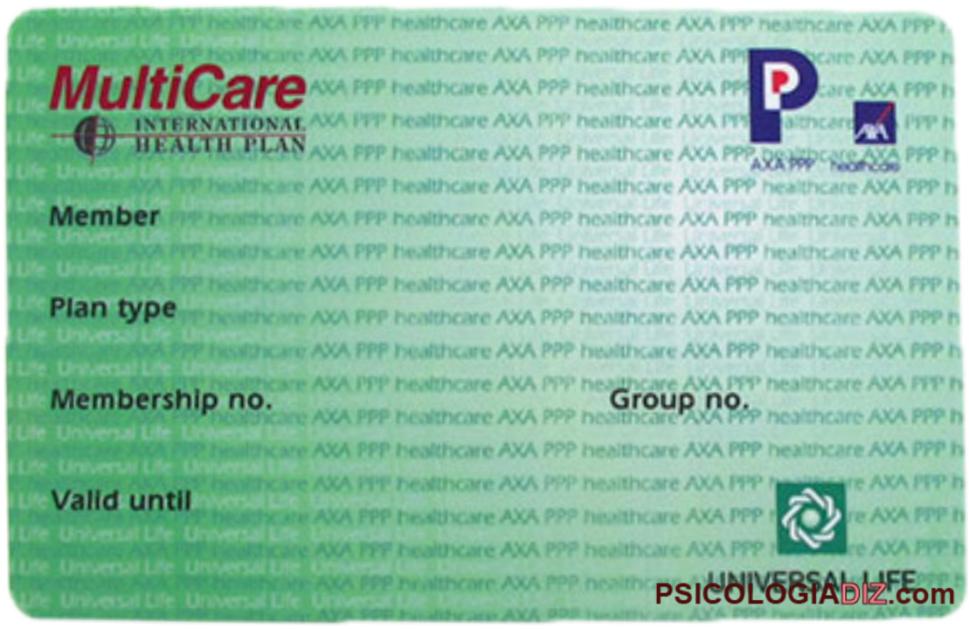 MultiCare
INTERNATIONAL
HEALTH PLAN
P
AXA
AXA PPP healthcare
Member
Plan type
Membership no. Group no.
Valid until
UNIVERSAL LIFE
PSICOLOGIADIZ.com